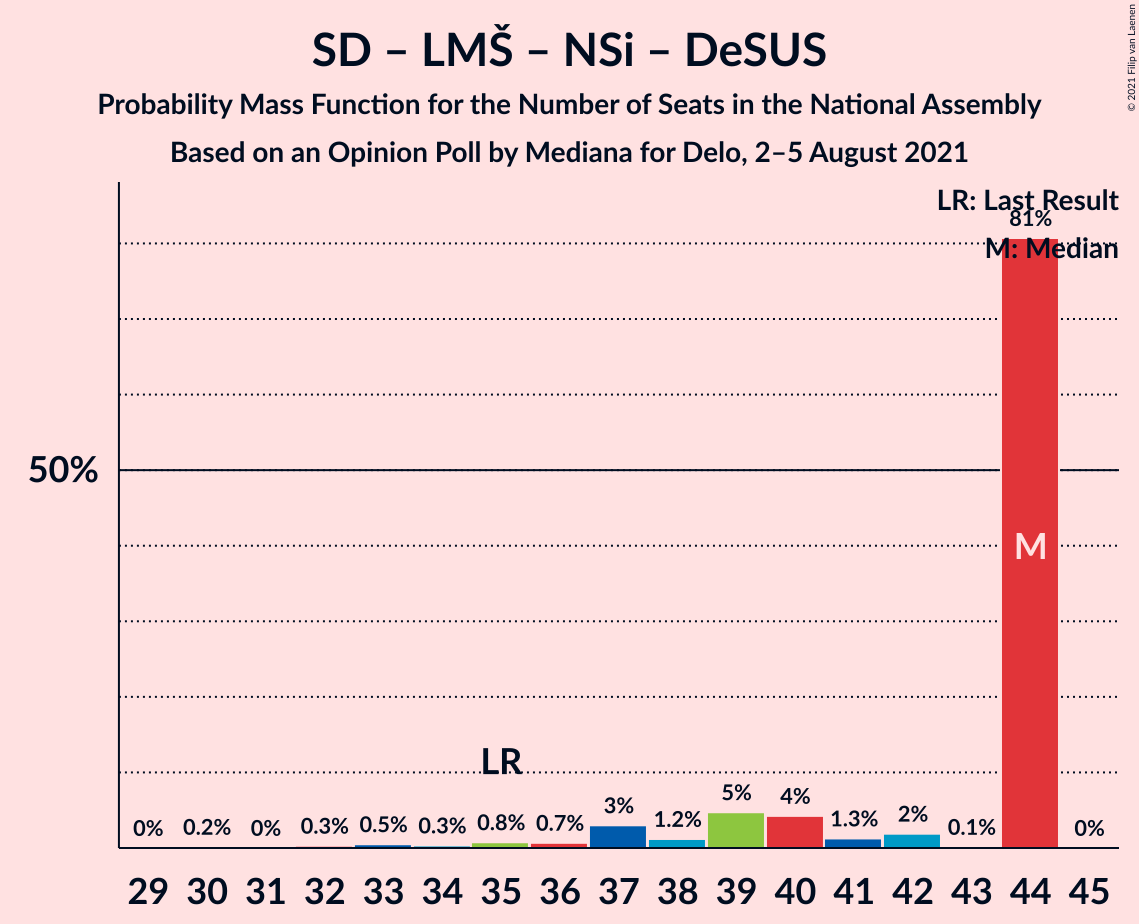 SD – LMŠ – NSi – DeSUS
Probability Mass Function for the Number of Seats in the National Assembly
Based on an Opinion Poll by Mediana for Delo, 2–5 August 2021
© 2021 Filip van Laenen
LR: Last Result
81%
M: Median
50%
M
LR
0% 0.2% 0% 0.3% 0.5% 0.3% 0.8% 0.7% 3% 1.2% 5% 4% 1.3% 2% 0.1% 0%
29 30 31 32 33 34 35 36 37 38 39 40 41 42 43 44 45